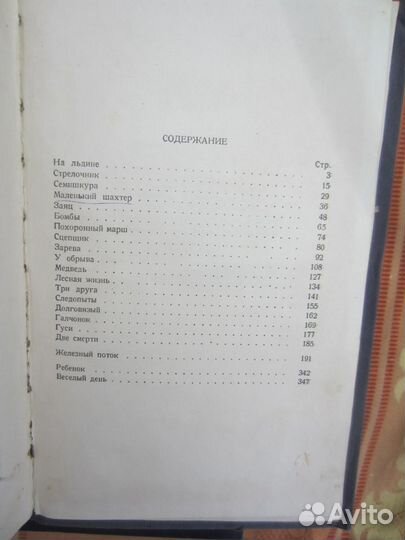 СОДЕРЖАНИЕ
Стр.
На льдине 3
Стрелочник 15
Семишкура 29
Маленький шахтер 36
Заяц 48
Бомбы 65
Похоронный марш 74
Сцепщик 80
Зарева 92
У обрыва 108
Медведь 127
Лесная жизнь 134
Три друга 141
Следопыты 155
Долговязый 162
Галчонок 169
Гуси 177
Две смерти 185
Железный поток 191
Ребенок 342
Веселый день 347
Avito